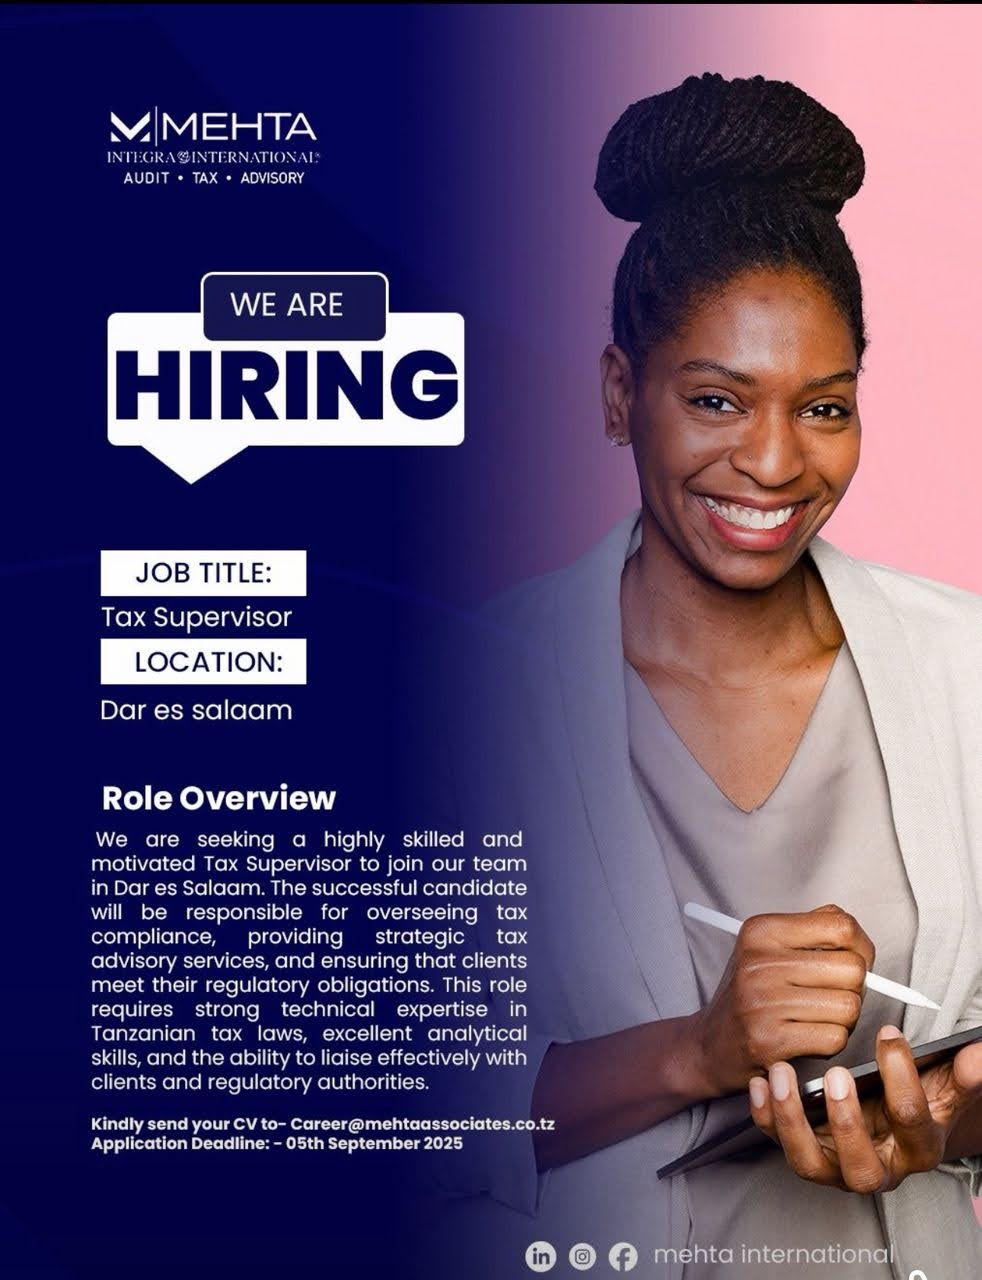 MEHTA
INTEGRA INTERNATIONAL®
AUDIT • TAX • ADVISORY
WE ARE
HIRING
JOB TITLE:
Tax Supervisor
LOCATION:
Dar es salaam
Role Overview
We are seeking a highly skilled and
motivated Tax Supervisor to join our team
in Dar es Salaam. The successful candidate
will be responsible for overseeing tax
compliance, providing strategic tax
advisory services, and ensuring that clients
meet their regulatory obligations. This role
requires strong technical expertise in
Tanzanian tax laws, excellent analytical
skills, and the ability to liaise effectively with
clients and regulatory authorities.
Kindly send your CV to- Career@mehtaassociates.co.tz
Application Deadline: - 05th September 2025
mehta international